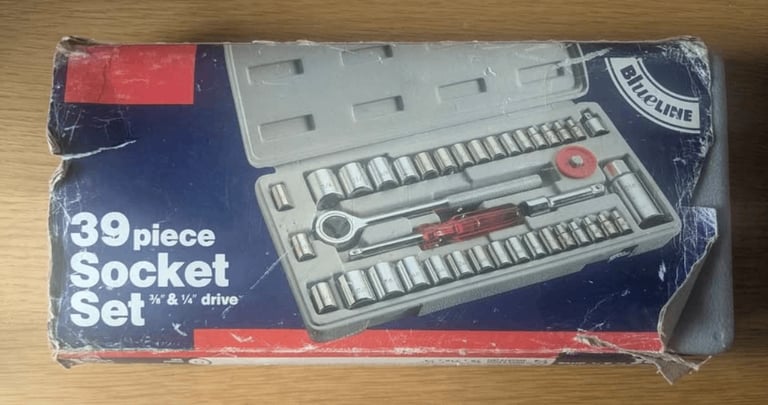 BlueLINE
39 piece
Socket
Set 3/8" & 1/4" drive